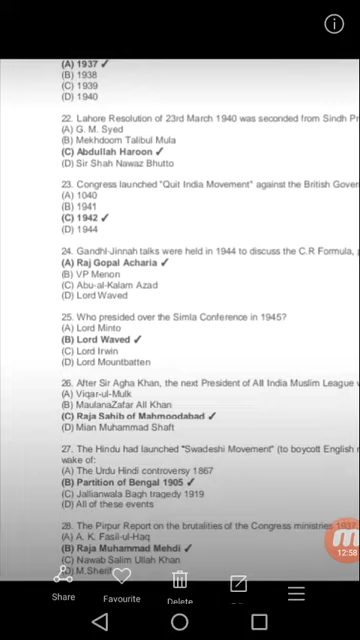 (A) 1937 ✓
(B) 1938
(C) 1939
(D) 1940
22. Lahore Resolution of 23rd March 1940 was seconded from Sindh Pr
(A) G. M. Syed
(B) Mekhdoom Talibul Mula
(C) Abdullah Haroon ✓
(D) Sir Shah Nawaz Bhutto
23. Congress launched "Quit India Movement" against the British Gover
(A) 1040
(B) 1941
(C) 1942 ✓
(D) 1944
24. Gandhl-Jinnah talks were held in 1944 to discuss the C.R Formula, p
(A) Raj Gopal Acharia ✓
(B) VP Menon
(C) Abu-al-Kalam Azad
(D) Lord Waved
25. Who presided over the Simla Conference in 1945?
(A) Lord Minto
(B) Lord Waved ✓
(C) Lord Irwin
(D) Lord Mountbatten
26. After Sir Agha Khan, the next President of All India Muslim League v
(A) Viqar-ul-Mulk
(B) MaulanaZafar All Khan
(C) Raja Sahib of Mahmoodabad ✓
(D) Mian Muhammad Shaft
27. The Hindu had launched "Swadeshi Movement" (to boycott English
wake of:
(A) The Urdu Hindi controversy 1867
(B) Partition of Bengal 1905 ✓
(C) Jallianwala Bagh tragedy 1919
(D) All of these events
28. The Pirpur Report on the brutalities of the Congress ministries 1937
(A) A. K. Fasil-ul-Haq
(B) Raja Muhammad Mehdi ✓
(C) Nawab Salim Ullah Khan
(D) M.Sherif
12:58
Share
Favourite
Delete